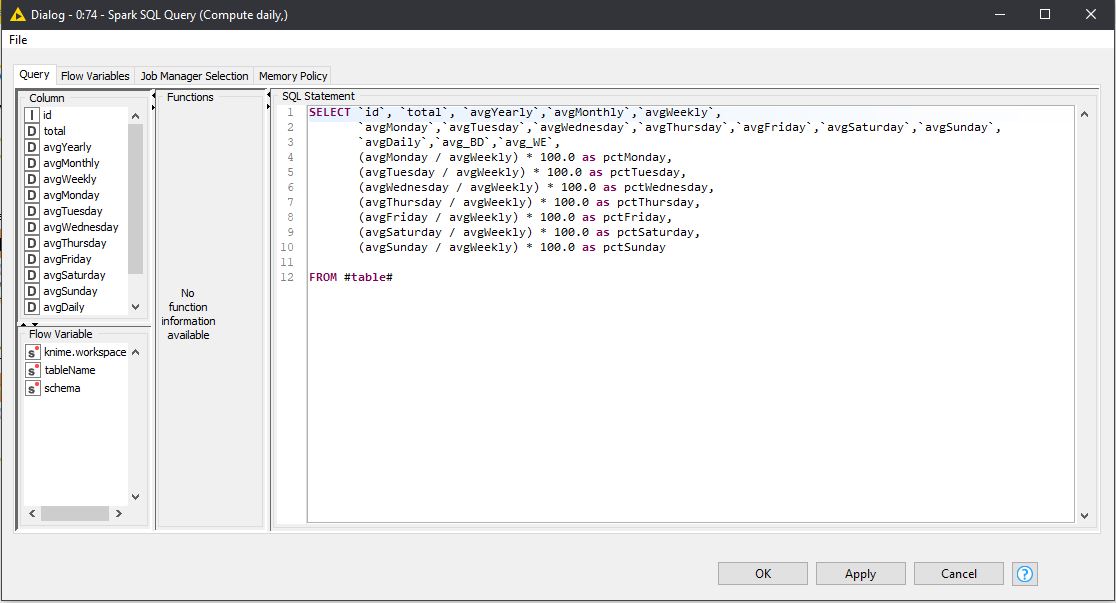 Dialog - 0:74 - Spark SQL Query (Compute daily,)
File
Query Flow Variables Job Manager Selection Memory Policy
Column
I id
D total
D avgYearly
D avgMonthly
D avgWeekly
D avgMonday
D avgTuesday
D avgWednesday
D avgThursday
D avgFriday
D avgSaturday
D avgSunday
D avgDaily
Flow Variable
s knime.workspace
s tableName
s schema
Functions
No
function
information
available
SQL Statement
1 SELECT `id`, `total`, `avgYearly`,`avgMonthly`,`avgWeekly`,
2 `avgMonday`,`avgTuesday`,`avgWednesday`,`avgThursday`,`avgFriday`,`avgSaturday`,`avgSunday`,
3 `avgDaily`,`avg_BD`,`avg_WE`,
4 (avgMonday / avgWeekly) * 100.0 as pctMonday,
5 (avgTuesday / avgWeekly) * 100.0 as pctTuesday,
6 (avgWednesday / avgWeekly) * 100.0 as pctWednesday,
7 (avgThursday / avgWeekly) * 100.0 as pctThursday,
8 (avgFriday / avgWeekly) * 100.0 as pctFriday,
9 (avgSaturday / avgWeekly) * 100.0 as pctSaturday,
10 (avgSunday / avgWeekly) * 100.0 as pctSunday
11
12 FROM #table#
OK Apply Cancel ?